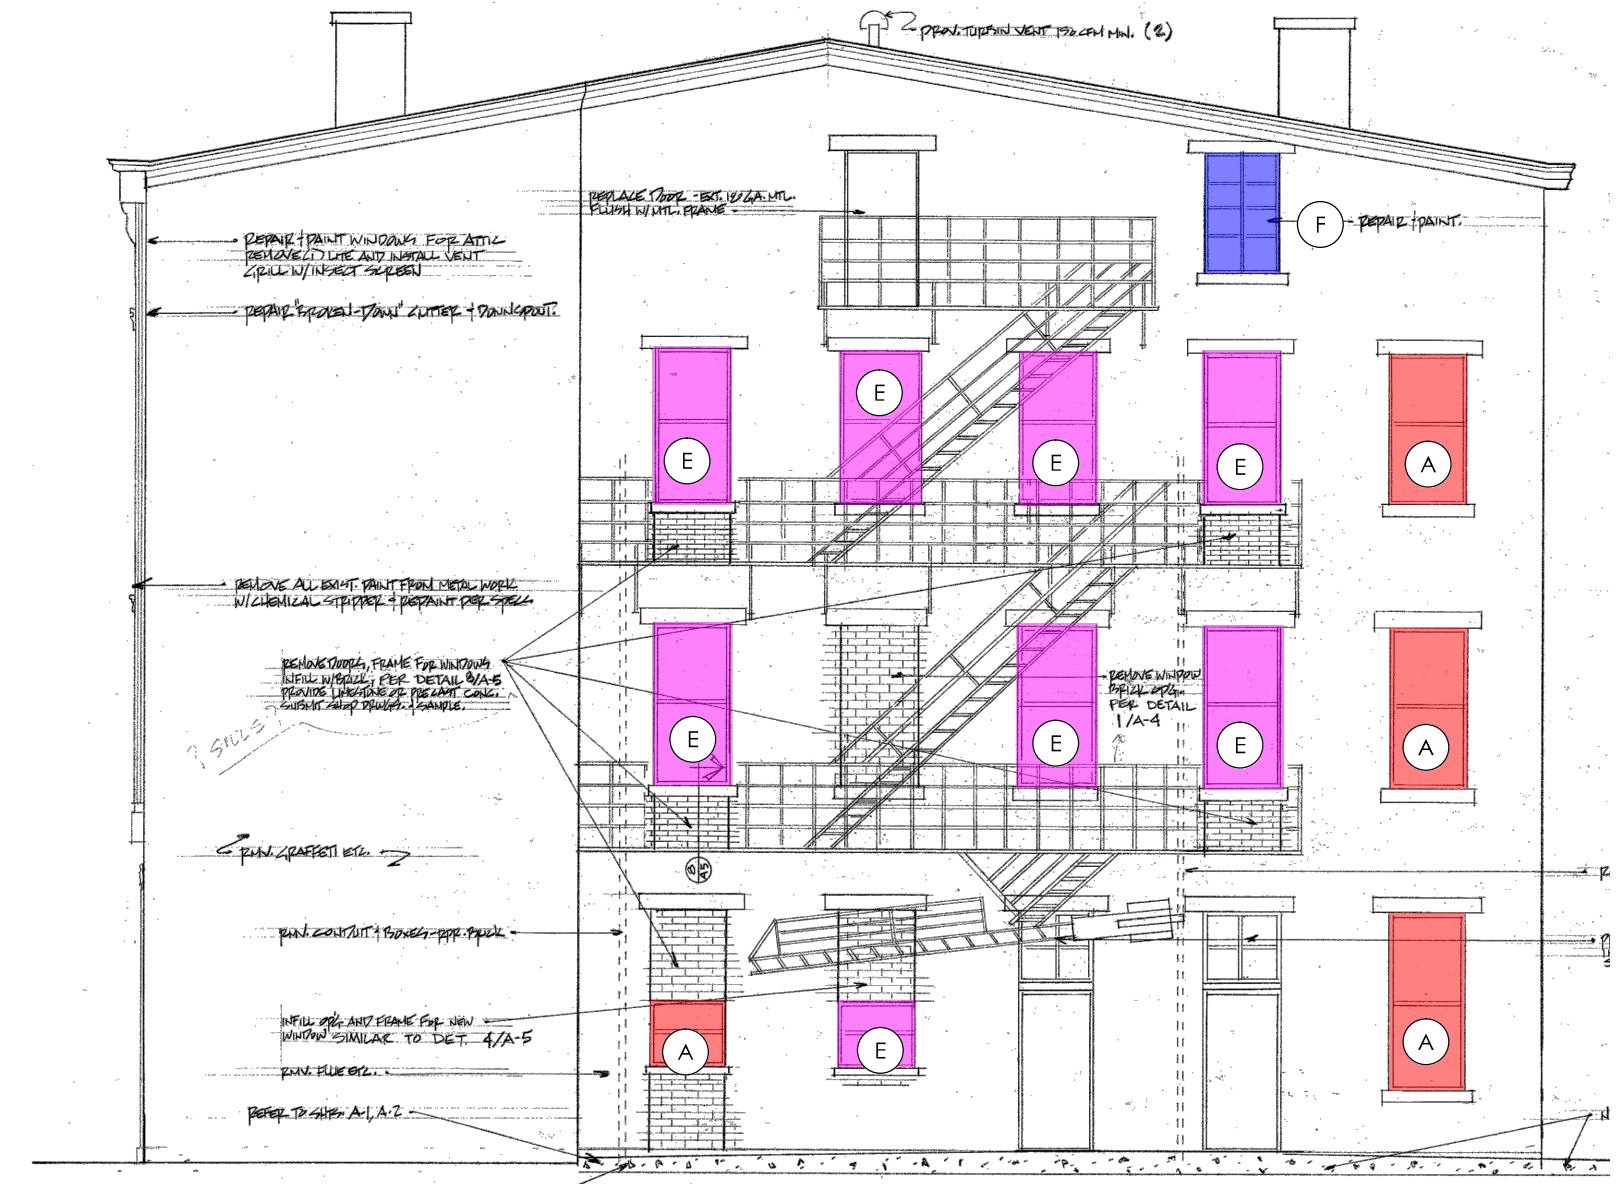 PROV. TURBIN VENT 150 CFM MIN. (2)
REPLACE DOOR - EXT. 18 GA. MTL.
FLUSH W/ MTL. FRAME
F - REPAIR + PAINT.
REPAIR + PAINT WINDOWS FOR ATTIC
REMOVE (1) LITE AND INSTALL VENT
GRILL W/ INSECT SCREEN
REPAIR "BROKEN-DOWN" GUTTER + DOWNSPOUT.
E
E
E
E
A
REMOVE ALL EXIST. PAINT FROM METAL WORK
W/ CHEMICAL STRIPPER + REPAINT PER SPECS.
REMOVE DOORS, FRAME FOR WINDOWS
INFILL W/ BRICK, PER DETAIL 8/A-5
PROVIDE LIMESTONE OR PRECAST CONC.
SUBMIT SHOP DRWGS. + SAMPLE.
? SILLS
REMOVE WINDOW
BRICK OPG.
PER DETAIL
1/A-4
E
E
E
A
RMV. GRAFFETI ETC.
8
A5
RMV. CONDUIT + BOXES - RPR. BRICK
INFILL OPG AND FRAME FOR NEW
WINDOW SIMILAR TO DET. 4/A-5
A
E
A
RMV. FLUE ETC.
REFER TO SHTS. A-1, A-2